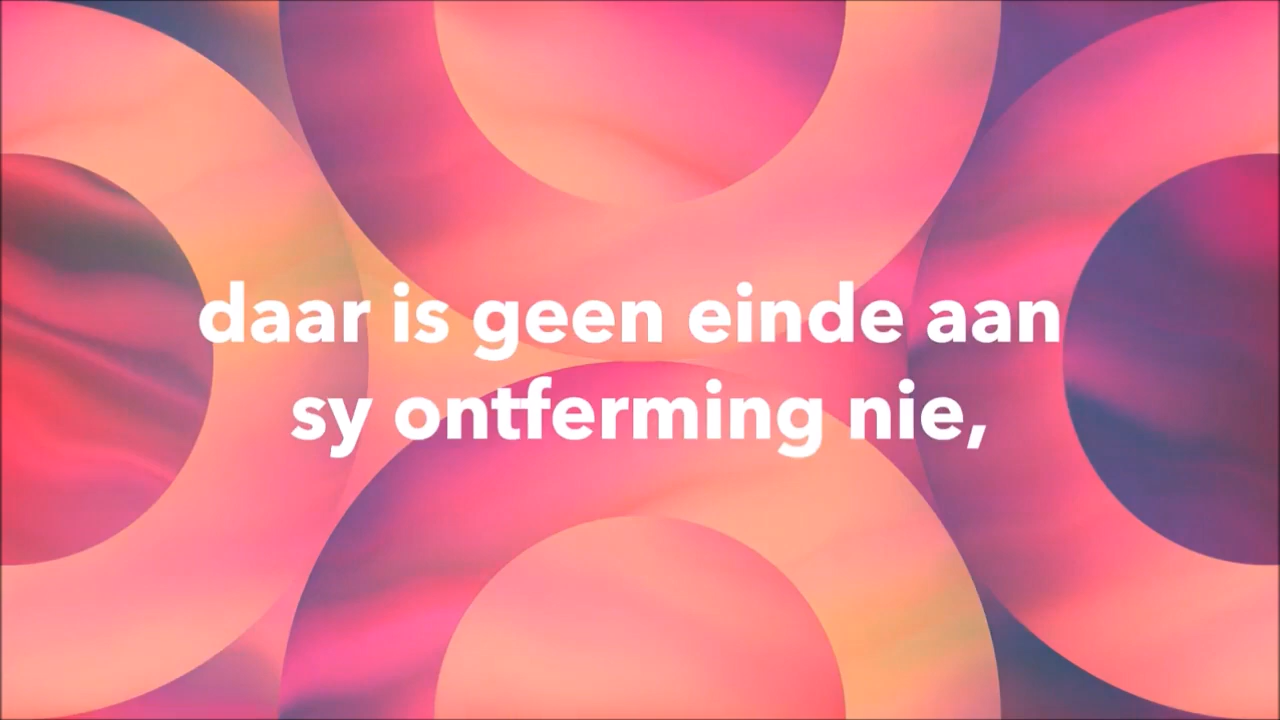 daar is geen einde aan
sy ontferming nie,